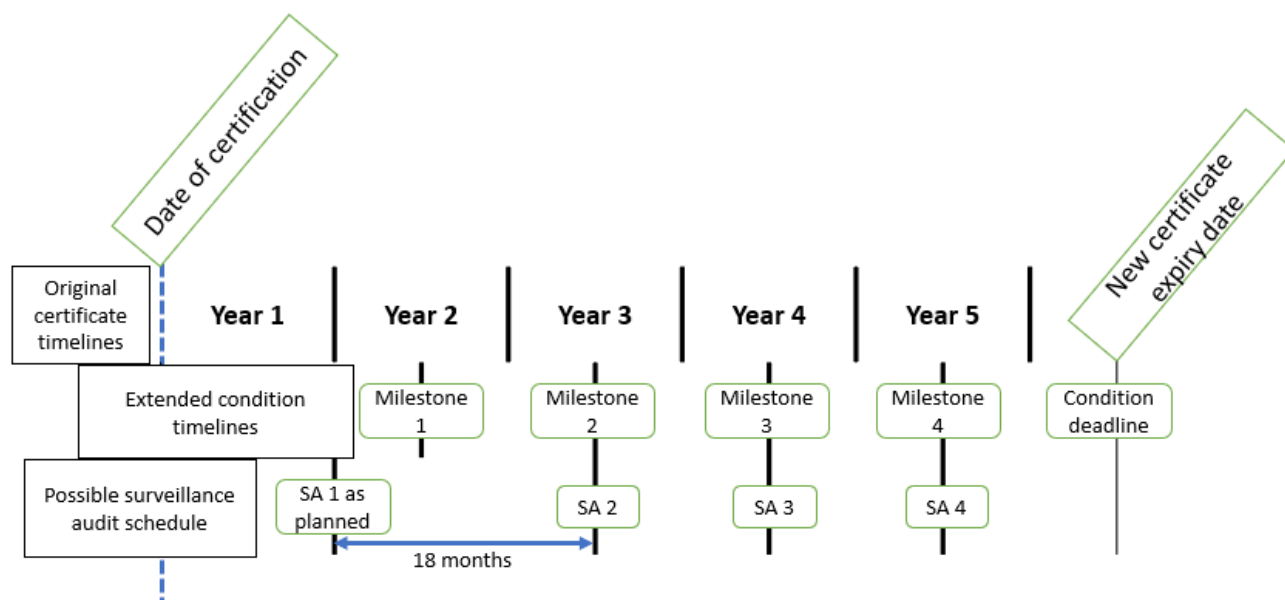 Date of certification
New certificate
expiry date
Original
certificate
timelines
Year 1
Year 2
Year 3
Year 4
Year 5
Extended condition
timelines
Milestone
1
Milestone
2
Milestone
3
Milestone
4
Condition
deadline
Possible surveillance
audit schedule
SA 1 as
planned
SA 2
SA 3
SA 4
18 months